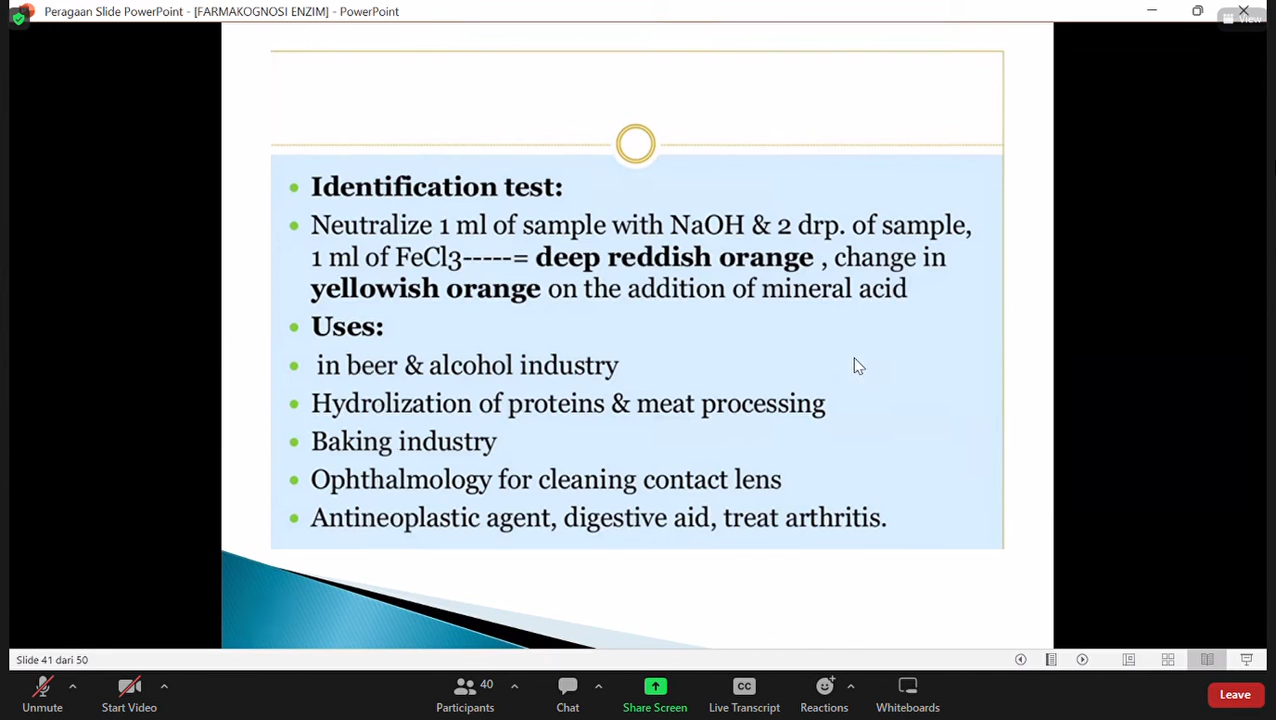 Peragaan Slide PowerPoint - [FARMAKOGNOSI ENZIM] - PowerPoint
View
Identification test:
Neutralize 1 ml of sample with NaOH & 2 drp. of sample,
1 ml of FeCl3-----= deep reddish orange , change in
yellowish orange on the addition of mineral acid
Uses:
in beer & alcohol industry
Hydrolization of proteins & meat processing
Baking industry
Ophthalmology for cleaning contact lens
Antineoplastic agent, digestive aid, treat arthritis.
Slide 41 dari 50
Unmute
Start Video
40
Participants
Chat
Share Screen
CC
Live Transcript
Reactions
Whiteboards
Leave